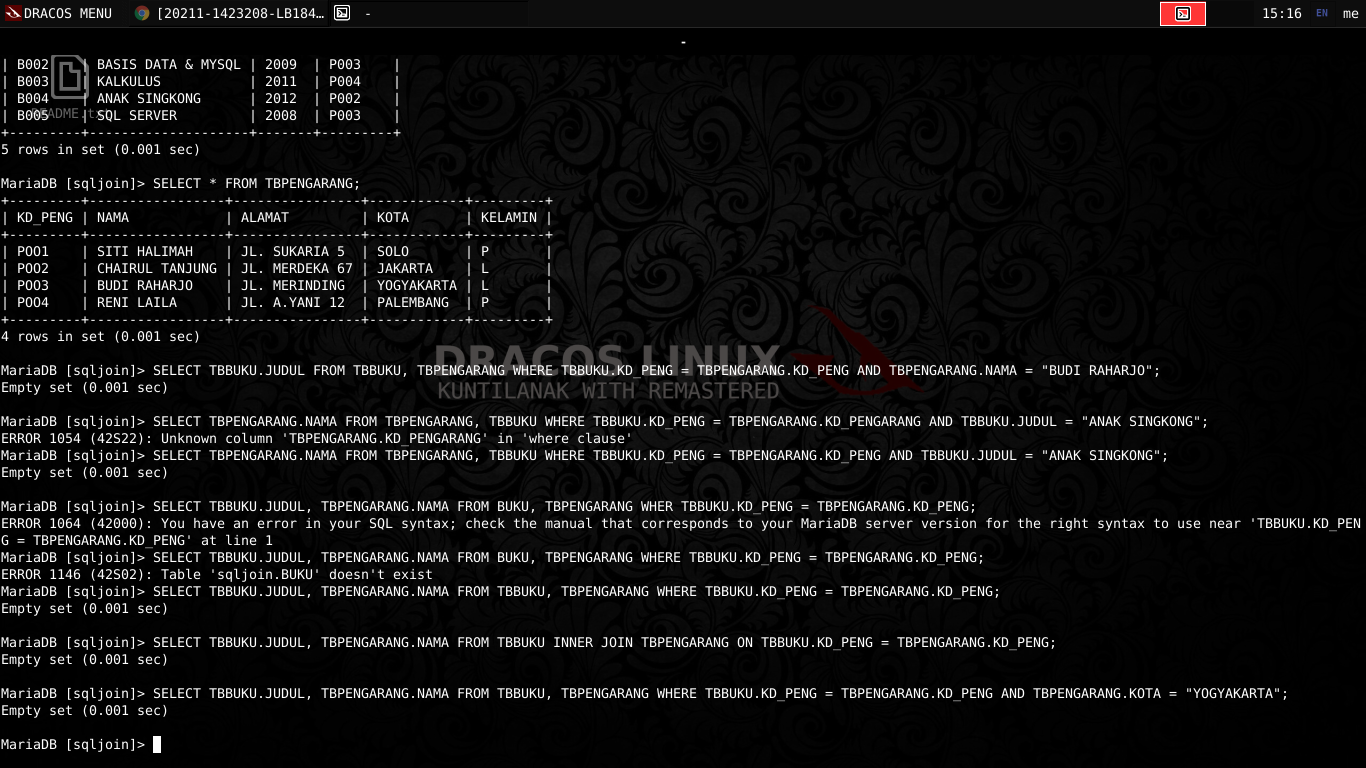 DRACOS MENU
[20211-1423208-LB184...
-
15:16
EN
me
-
| B002 | BASIS DATA & MYSQL | 2009 | P003 |
| B003 | KALKULUS | 2011 | P004 |
| B004 | ANAK SINGKONG | 2012 | P002 |
| B005 | SQL SERVER | 2008 | P003 |
+---------+--------------------+------+---------+
5 rows in set (0.001 sec)
MariaDB [sqljoin]> SELECT * FROM TBPENGARANG;
+---------+-----------------+----------------+------------+---------+
| KD_PENG | NAMA | ALAMAT | KOTA | KELAMIN |
+---------+-----------------+----------------+------------+---------+
| POO1 | SITI HALIMAH | JL. SUKARIA 5 | SOLO | P |
| POO2 | CHAIRUL TANJUNG | JL. MERDEKA 67 | JAKARTA | L |
| POO3 | BUDI RAHARJO | JL. MERINDING | YOGYAKARTA | L |
| POO4 | RENI LAILA | JL. A.YANI 12 | PALEMBANG | P |
+---------+-----------------+----------------+------------+---------+
4 rows in set (0.001 sec)
MariaDB [sqljoin]> SELECT TBBUKU.JUDUL FROM TBBUKU, TBPENGARANG WHERE TBBUKU.KD_PENG = TBPENGARANG.KD_PENG AND TBPENGARANG.NAMA = "BUDI RAHARJO";
Empty set (0.001 sec)
MariaDB [sqljoin]> SELECT TBPENGARANG.NAMA FROM TBPENGARANG, TBBUKU WHERE TBBUKU.KD_PENG = TBPENGARANG.KD_PENGARANG AND TBBUKU.JUDUL = "ANAK SINGKONG";
ERROR 1054 (42S22): Unknown column 'TBPENGARANG.KD_PENGARANG' in 'where clause'
MariaDB [sqljoin]> SELECT TBPENGARANG.NAMA FROM TBPENGARANG, TBBUKU WHERE TBBUKU.KD_PENG = TBPENGARANG.KD_PENG AND TBBUKU.JUDUL = "ANAK SINGKONG";
Empty set (0.001 sec)
MariaDB [sqljoin]> SELECT TBBUKU.JUDUL, TBPENGARANG.NAMA FROM BUKU, TBPENGARANG WHER TBBUKU.KD_PENG = TBPENGARANG.KD_PENG;
ERROR 1064 (42000): You have an error in your SQL syntax; check the manual that corresponds to your MariaDB server version for the right syntax to use near 'TBBUKU.KD_PEN
G = TBPENGARANG.KD_PENG' at line 1
MariaDB [sqljoin]> SELECT TBBUKU.JUDUL, TBPENGARANG.NAMA FROM BUKU, TBPENGARANG WHERE TBBUKU.KD_PENG = TBPENGARANG.KD_PENG;
ERROR 1146 (42S02): Table 'sqljoin.BUKU' doesn't exist
MariaDB [sqljoin]> SELECT TBBUKU.JUDUL, TBPENGARANG.NAMA FROM TBBUKU, TBPENGARANG WHERE TBBUKU.KD_PENG = TBPENGARANG.KD_PENG;
Empty set (0.001 sec)
MariaDB [sqljoin]> SELECT TBBUKU.JUDUL, TBPENGARANG.NAMA FROM TBBUKU INNER JOIN TBPENGARANG ON TBBUKU.KD_PENG = TBPENGARANG.KD_PENG;
Empty set (0.001 sec)
MariaDB [sqljoin]> SELECT TBBUKU.JUDUL, TBPENGARANG.NAMA FROM TBBUKU, TBPENGARANG WHERE TBBUKU.KD_PENG = TBPENGARANG.KD_PENG AND TBPENGARANG.KOTA = "YOGYAKARTA";
Empty set (0.001 sec)
MariaDB [sqljoin]>
README.txt
DRACOS LINUX
KUNTILANAK WITH REMASTERED